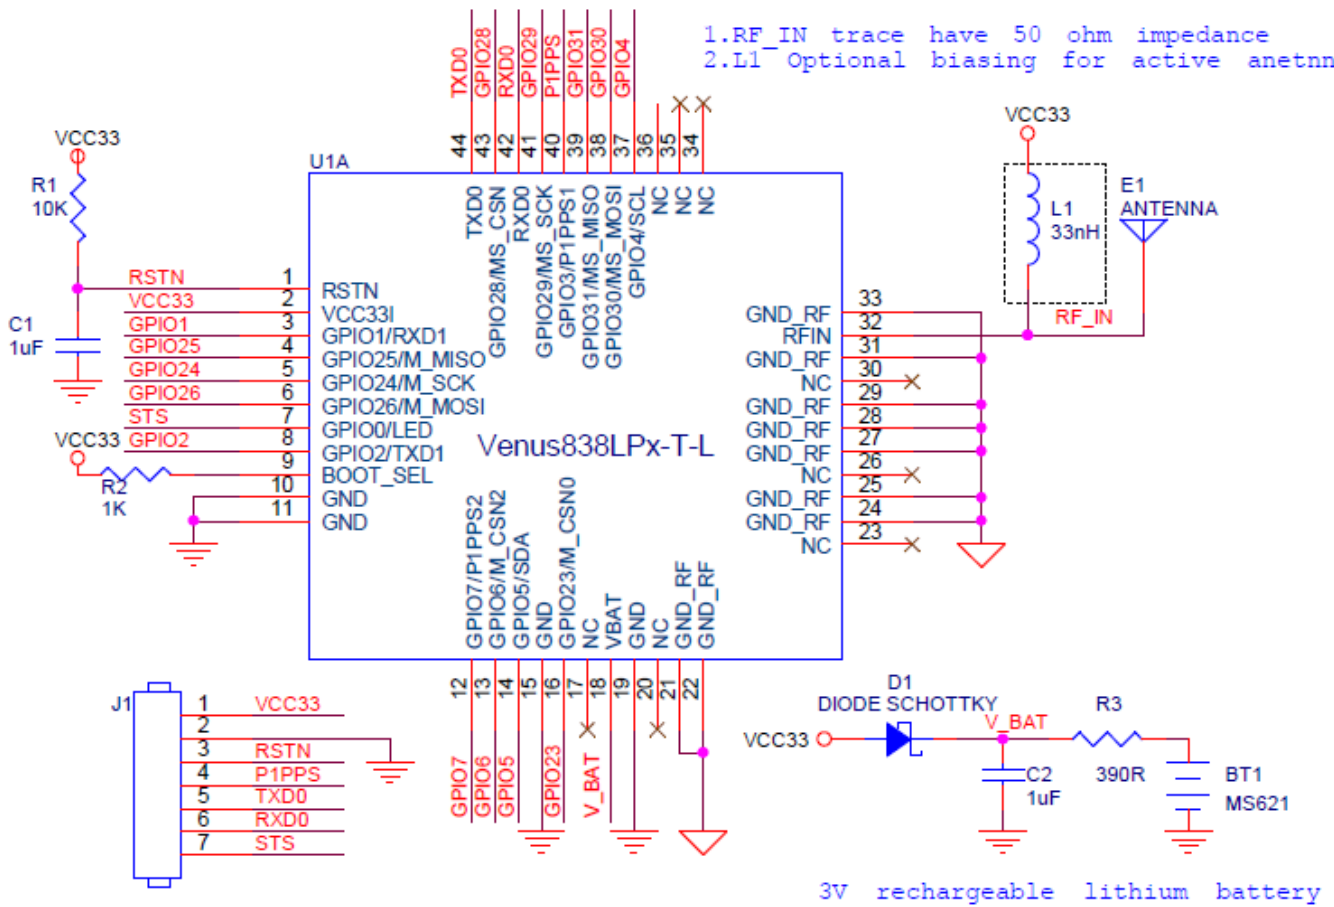 1.RF_IN trace have 50 ohm impedance
2.L1 Optional biasing for active anetnn
TXD0
GPIO28
RXD0
GPIO29
P1PPS
GPIO31
GPIO30
GPIO4
44
43
42
41
40
39
38
37
36
35
34
VCC33
R1
10K
U1A
TXD0
GPIO28/MS_CSN
RXD0
GPIO29/MS_SCK
GPIO3/P1PPS1
GPIO31/MS_MISO
GPIO30/MS_MOSI
GPIO4/SCL
NC
NC
NC
VCC33
L1
33nH
E1
ANTENNA
RF_IN
C1
1uF
RSTN 1 RSTN
VCC33 2 VCC33I
GPIO1 3 GPIO1/RXD1
GPIO25 4 GPIO25/M_MISO
GPIO24 5 GPIO24/M_SCK
GPIO26 6 GPIO26/M_MOSI
STS 7 GPIO0/LED
GPIO2 8 GPIO2/TXD1
9 BOOT_SEL
10 GND
11 GND
VCC33
R2
1K
Venus838LPx-T-L
GND_RF 33
RFIN 32
GND_RF 31
NC 30
GND_RF 29
GND_RF 28
GND_RF 27
NC 26
GND_RF 25
GND_RF 24
NC 23
GPIO7/P1PPS2
GPIO6/M_CSN2
GPIO5/SDA
GND
GPIO23/M_CSN0
NC
VBAT
GND
NC
GND_RF
GND_RF
12
13
14
15
16
17
18
19
20
21
22
GPIO7
GPIO6
GPIO5
GPIO23
V_BAT
J1
1 VCC33
2
3 RSTN
4 P1PPS
5 TXD0
6 RXD0
7 STS
D1
DIODE SCHOTTKY
VCC33
V_BAT
R3
390R
C2
1uF
BT1
MS621
3V rechargeable lithium battery